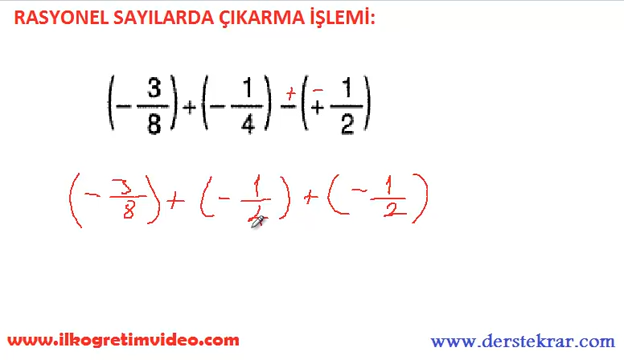 RASYONEL SAYILARDA ÇIKARMA İŞLEMİ:
(- 3/8) + (- 1/4) - (+ 1/2)
+ -
(- 3/8) + (- 1/4) + (- 1/2)
www.ilkogretimvideo.com
www.derstekrar.com